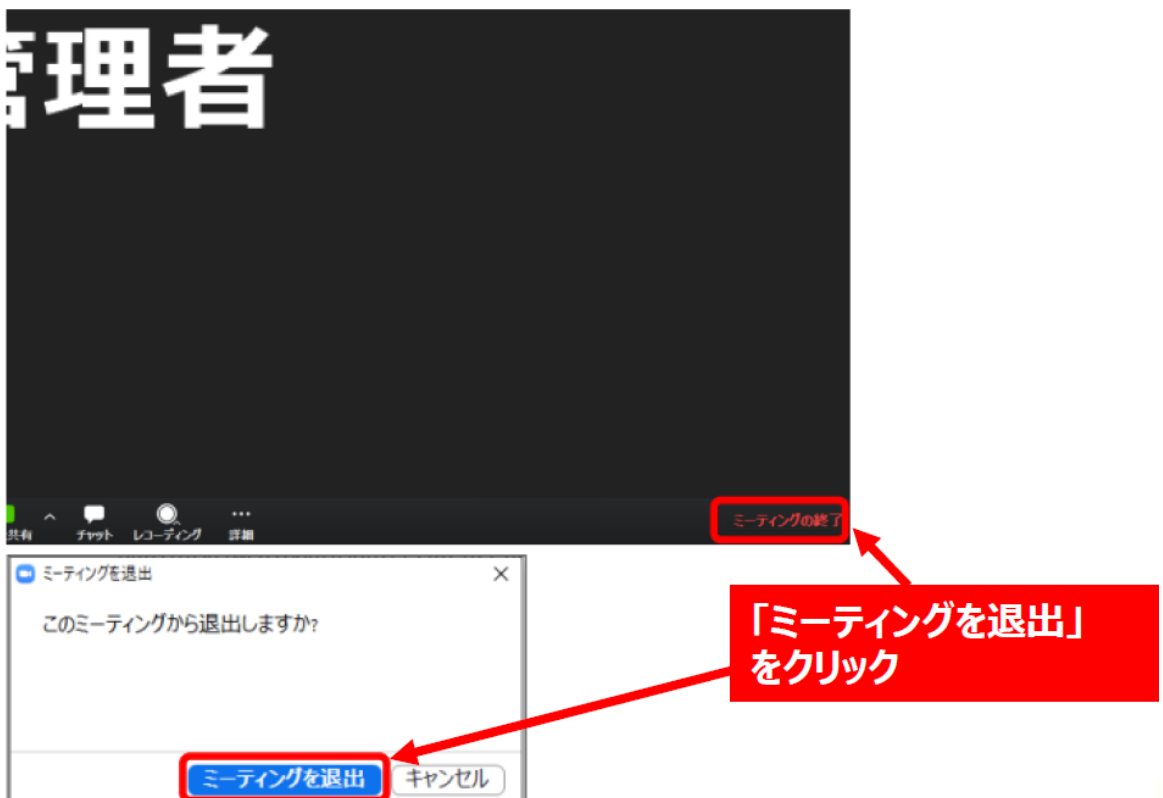 管理者
共有
チャット
レコーディング
詳細
ミーティングの終了
ミーティングを退出
このミーティングから退出しますか?
「ミーティングを退出」
をクリック
ミーティングを退出
キャンセル